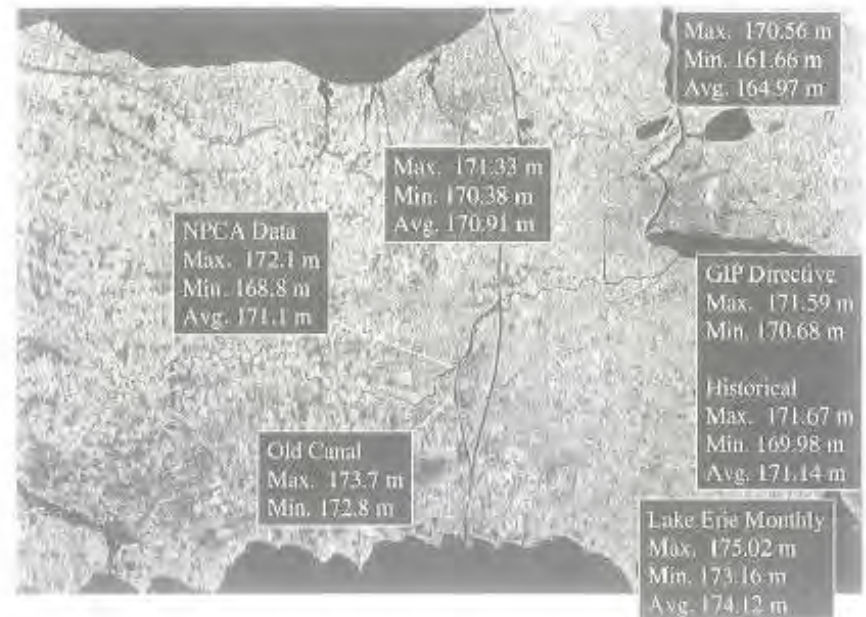 Max. 170.56 m
Min. 161.66 m
Avg. 164.97 m
Max. 171.33 m
Min. 170.38 m
Avg. 170.91 m
NPCA Data
Max. 172.1 m
Min. 168.8 m
Avg. 171.1 m
GIP Directive
Max. 171.59 m
Min. 170.68 m
Historical
Max. 171.67 m
Min. 169.98 m
Avg. 171.14 m
Old Canal
Max. 173.7 m
Min. 172.8 m
Lake Erie Monthly
Max. 175.02 m
Min. 173.16 m
Avg. 174.12 m